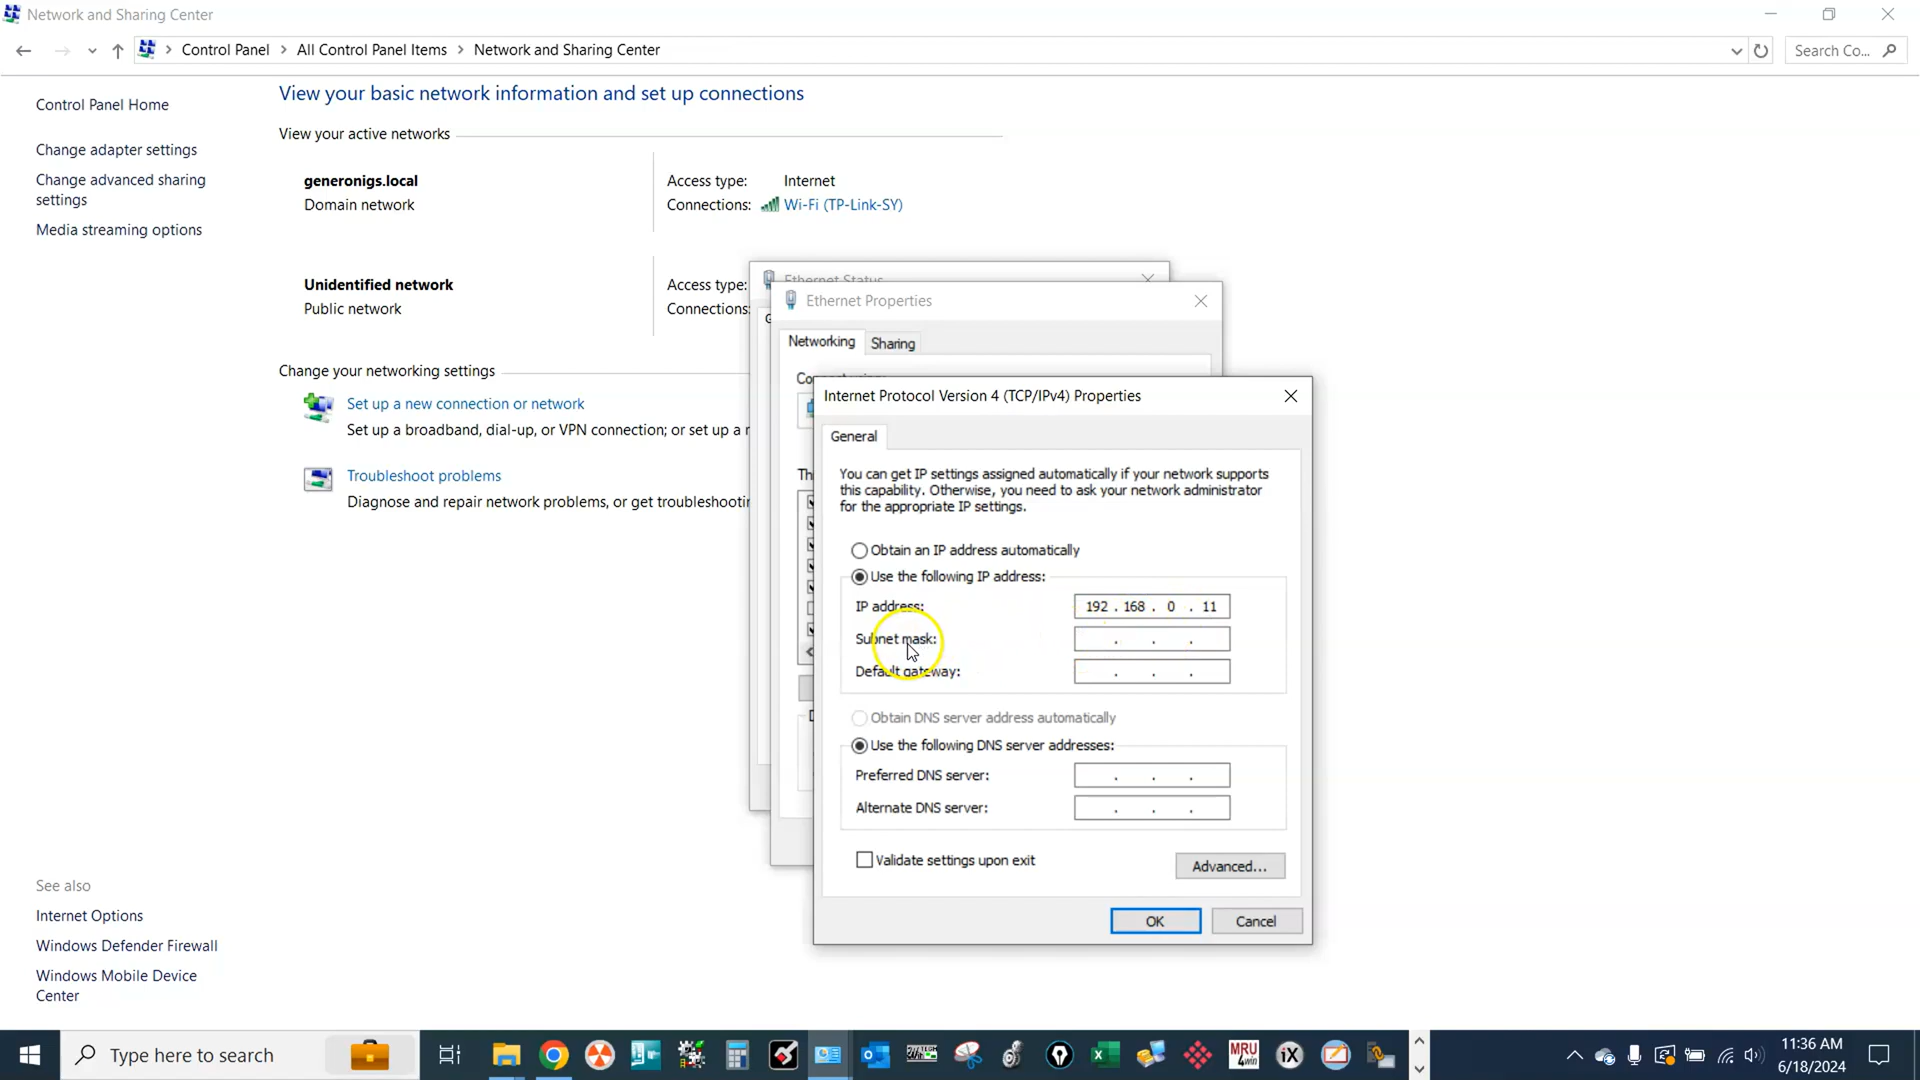 Network and Sharing Center
Control Panel > All Control Panel Items > Network and Sharing Center
Search Co...
Control Panel Home
Change adapter settings
Change advanced sharing
settings
Media streaming options
View your basic network information and set up connections
View your active networks
generonigs.local
Domain network
Access type: Internet
Connections: Wi-Fi (TP-Link-SY)
Unidentified network
Public network
Access type:
Connections:
Change your networking settings
Set up a new connection or network
Set up a broadband, dial-up, or VPN connection; or set up a r
Troubleshoot problems
Diagnose and repair network problems, or get troubleshootin
See also
Internet Options
Windows Defender Firewall
Windows Mobile Device
Center
Ethernet Status
Ethernet Properties
Networking
Sharing
Internet Protocol Version 4 (TCP/IPv4) Properties
General
You can get IP settings assigned automatically if your network supports
this capability. Otherwise, you need to ask your network administrator
for the appropriate IP settings.
Obtain an IP address automatically
Use the following IP address:
IP address: 192 . 168 . 0 . 11
Subnet mask: . . .
Default gateway: . . .
Obtain DNS server address automatically
Use the following DNS server addresses:
Preferred DNS server: . . .
Alternate DNS server: . . .
Validate settings upon exit
Advanced...
OK
Cancel
Type here to search
MRU
4win
iX
11:36 AM
6/18/2024